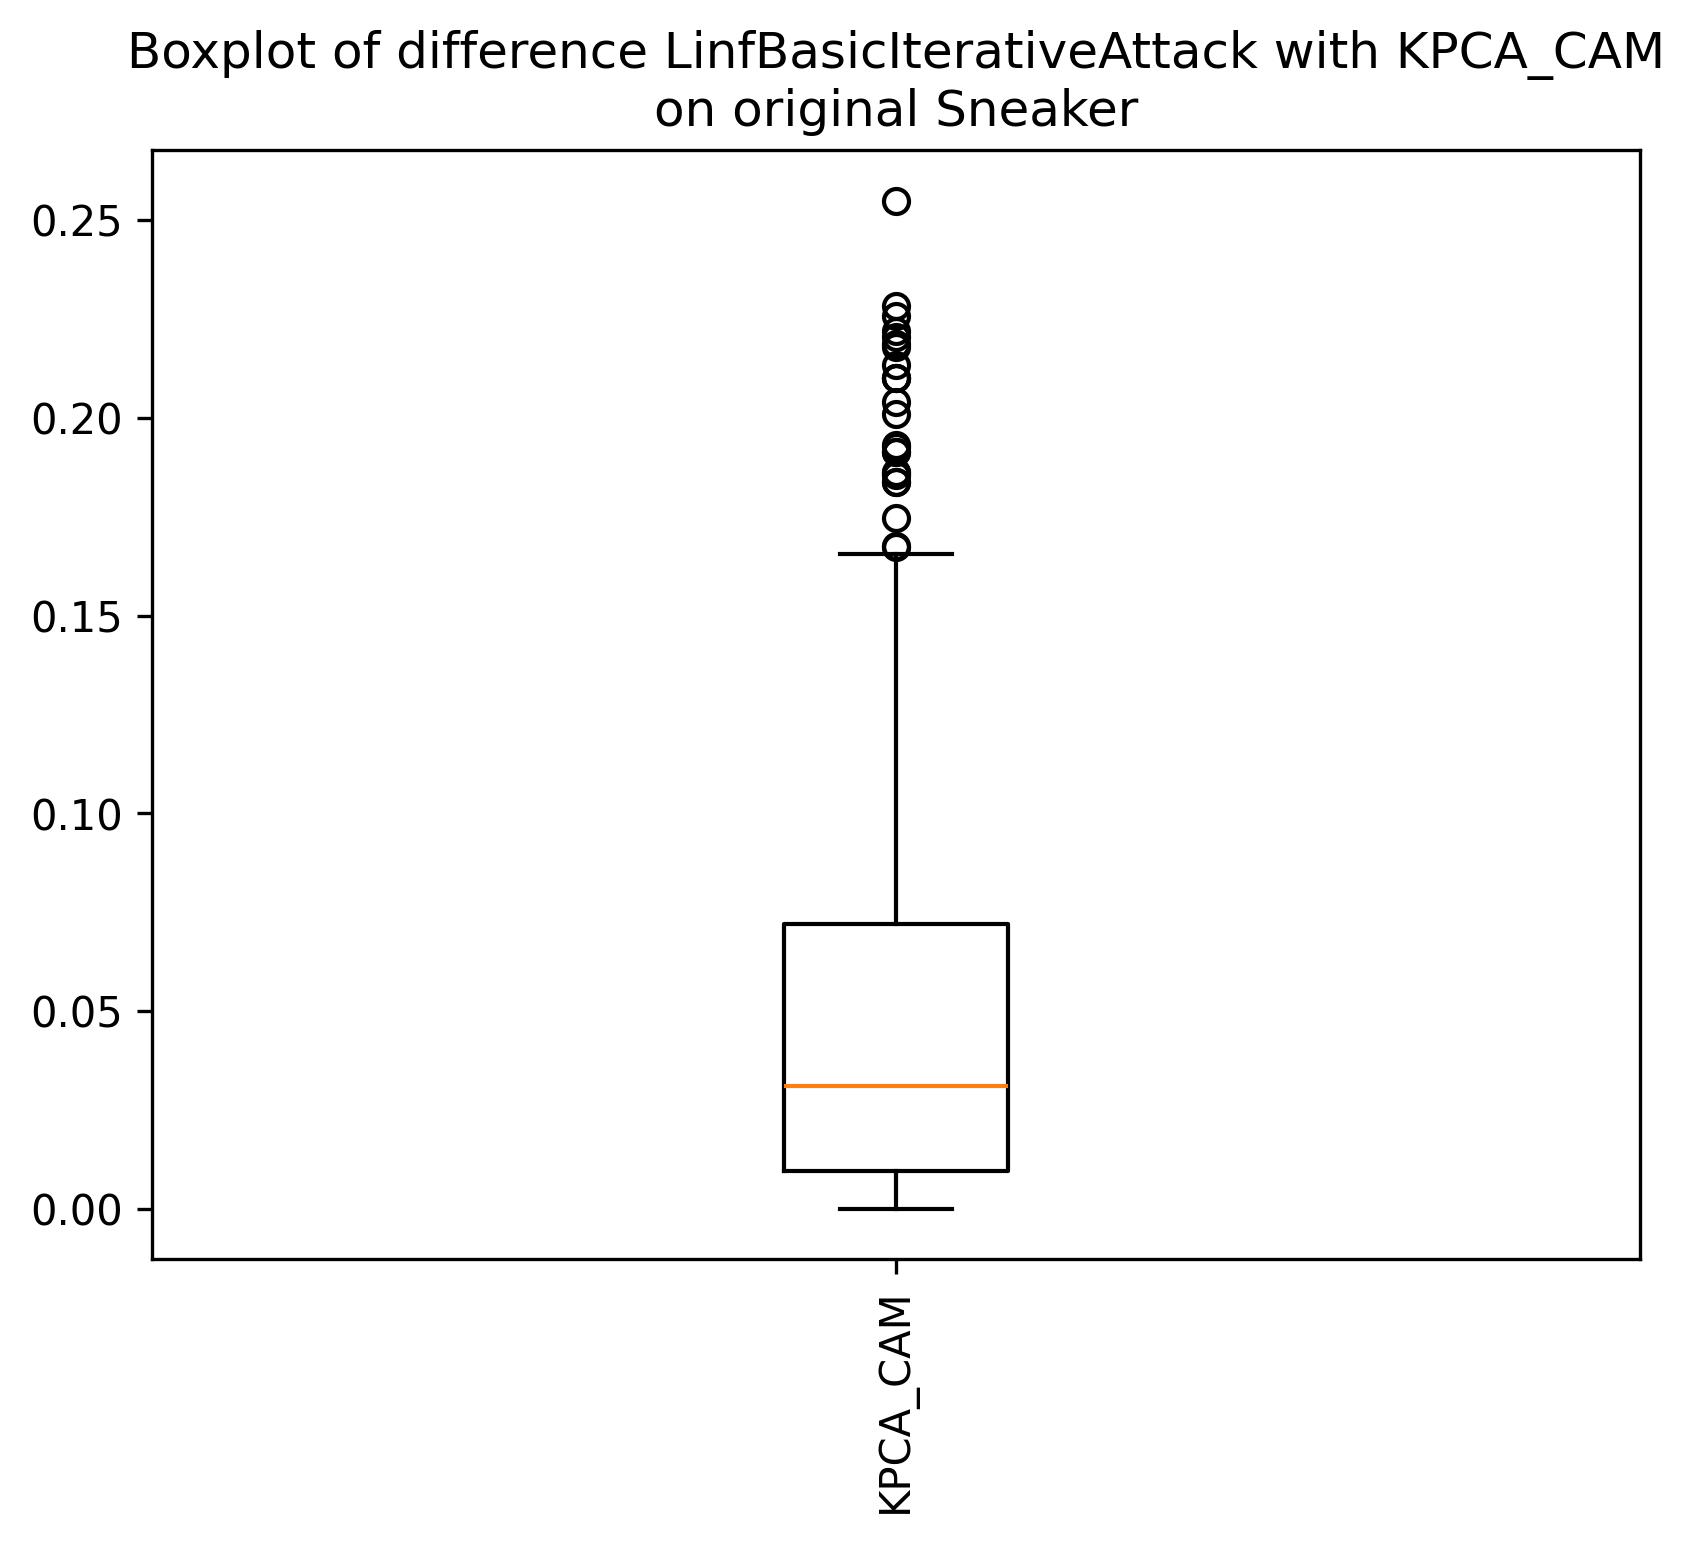 Boxplot of difference LinfBasicIterativeAttack with KPCA_CAM
on original Sneaker
0.25
0.20
0.15
0.10
0.05
0.00
KPCA_CAM